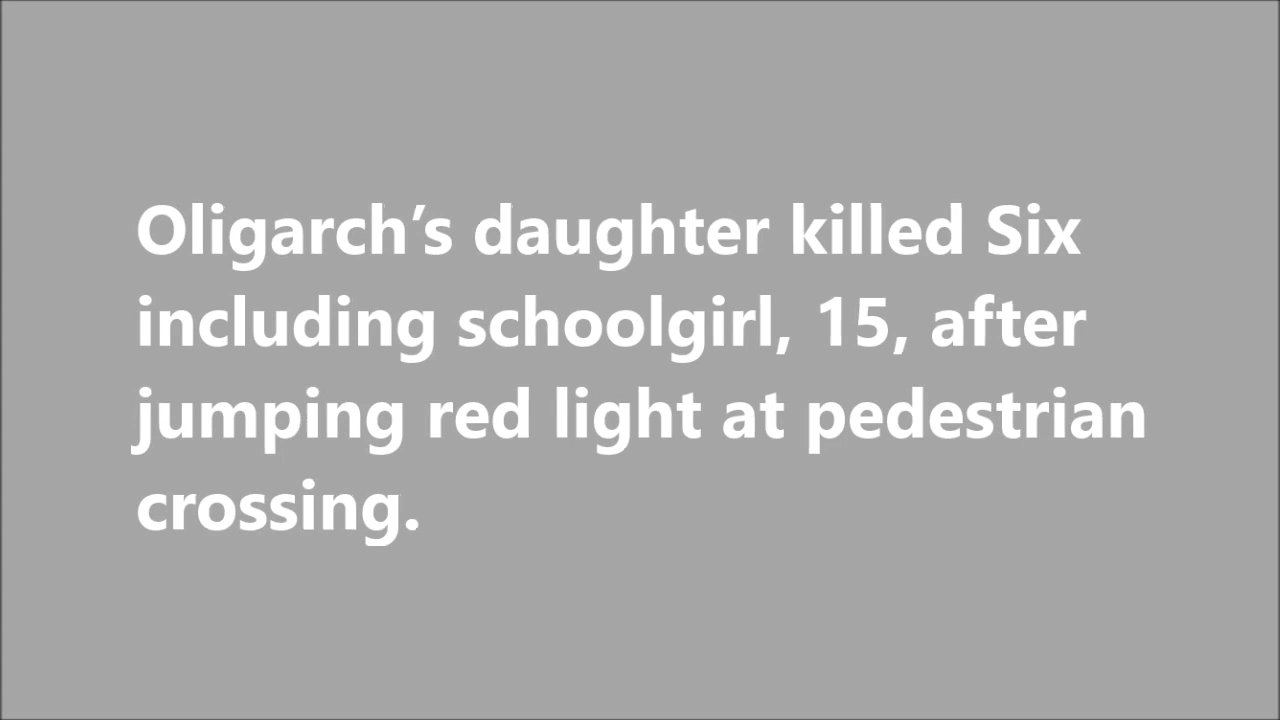 Oligarch’s daughter killed Six
including schoolgirl, 15, after
jumping red light at pedestrian
crossing.